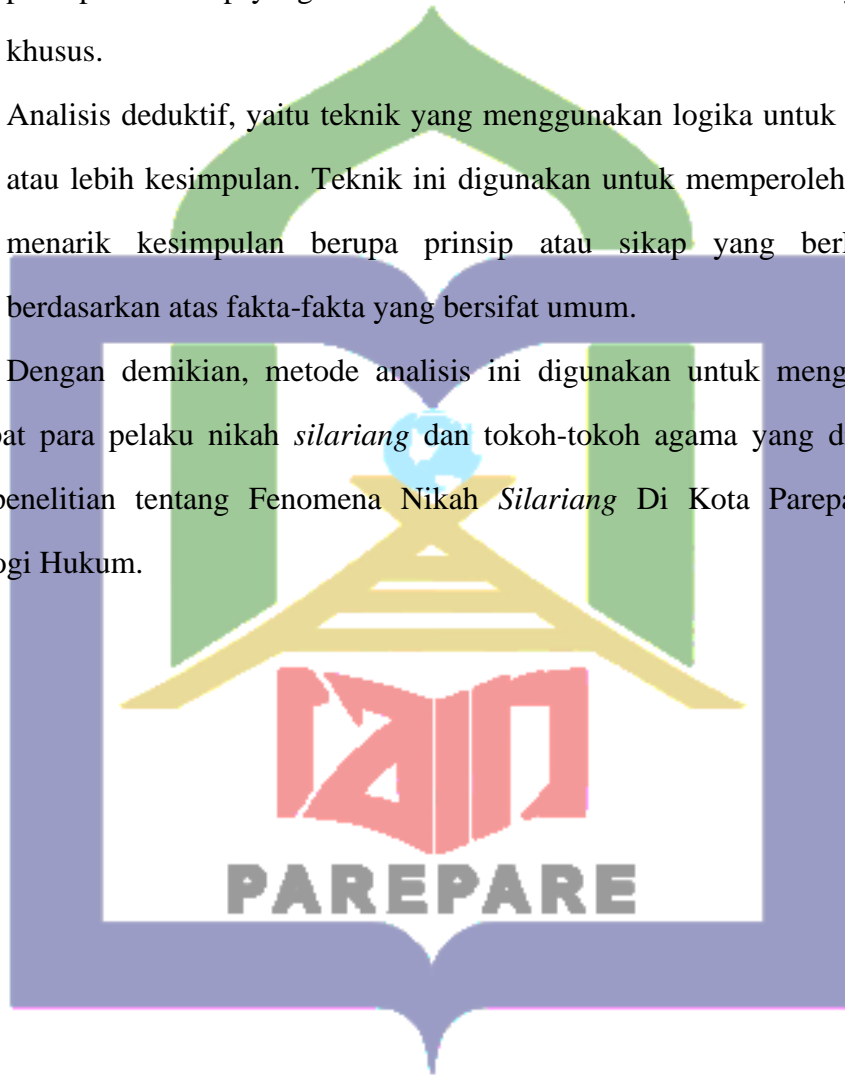 khusus.
Analisis deduktif, yaitu teknik yang menggunakan logika untuk
atau lebih kesimpulan. Teknik ini digunakan untuk memperoleh
menarik kesimpulan berupa prinsip atau sikap yang
berdasarkan atas fakta-fakta yang bersifat umum.
Dengan demikian, metode analisis ini digunakan untuk
para pelaku nikah silariang dan tokoh-tokoh agama yang
penelitian tentang Fenomena Nikah Silariang Di Kota
Hukum.
iain
PAREPARE